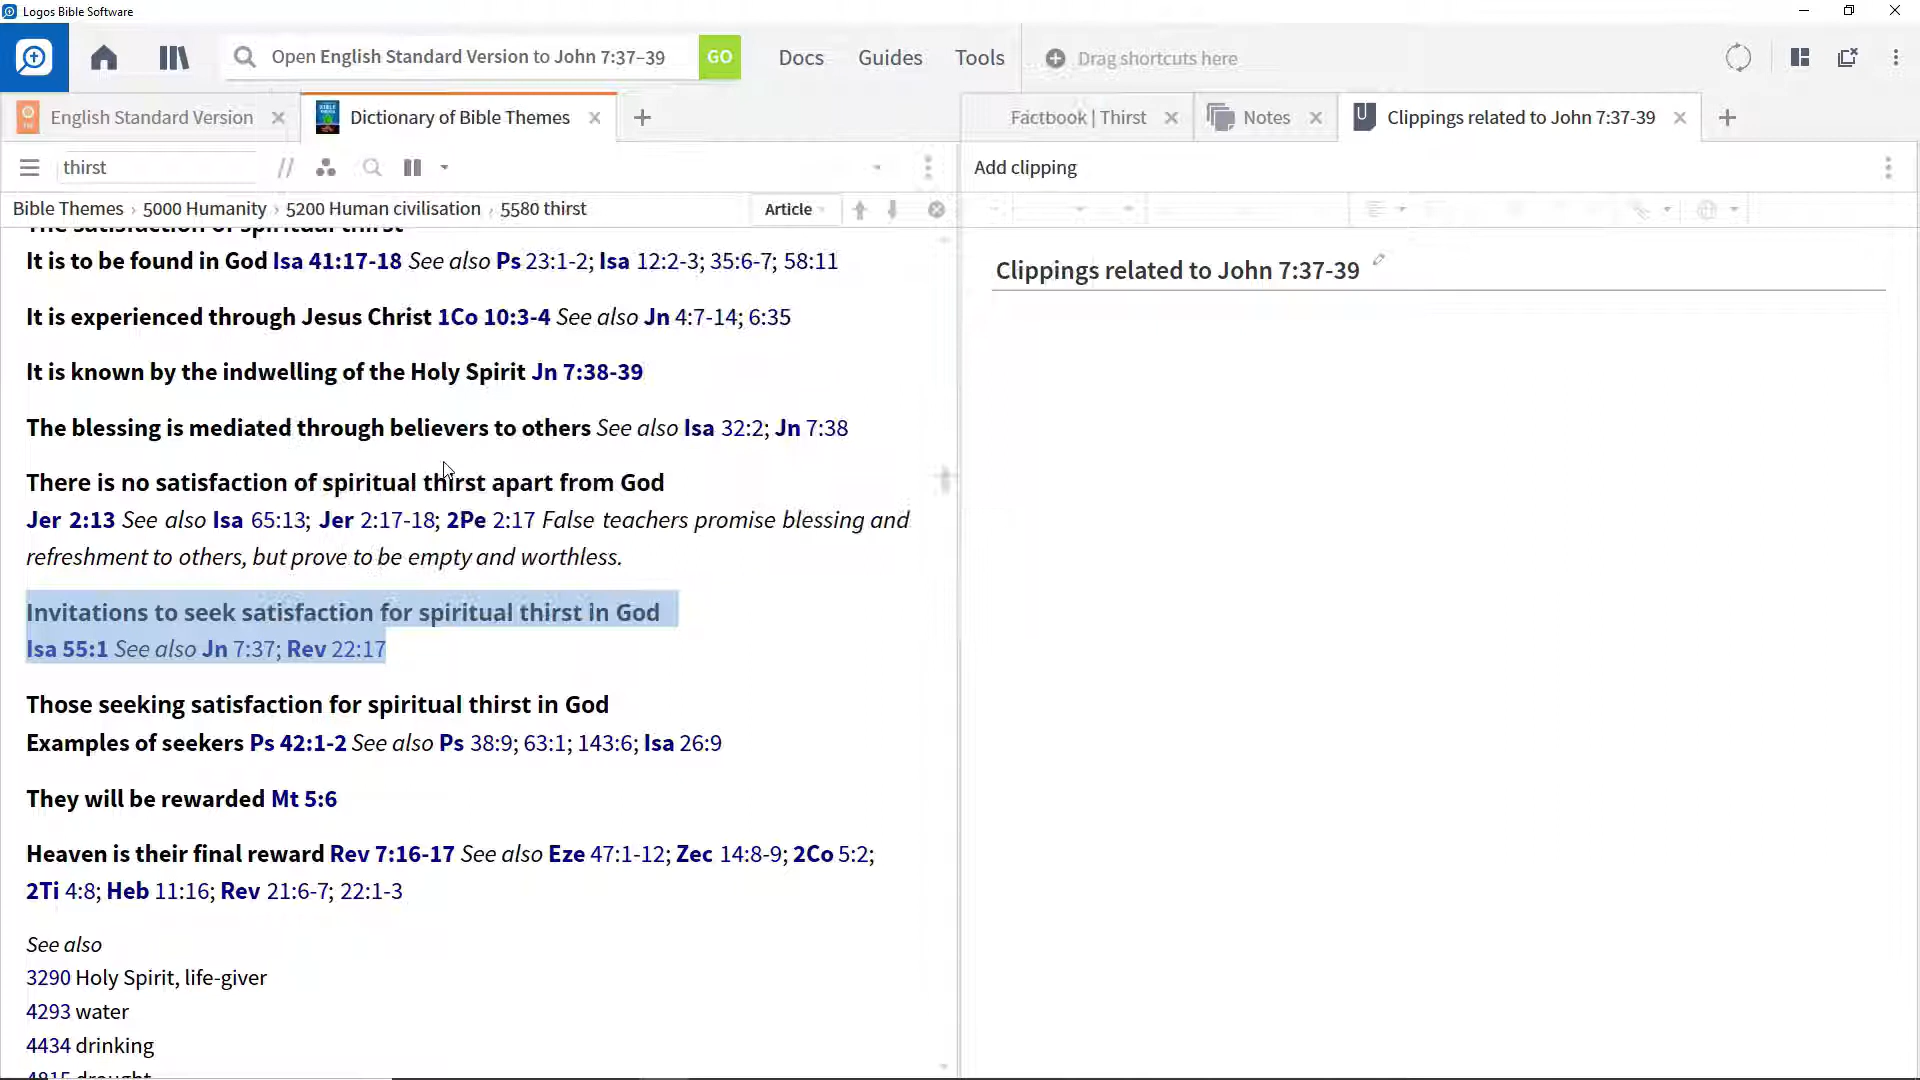 Logos Bible Software
Open English Standard Version to John 7:37–39
GO
Docs
Guides
Tools
Drag shortcuts here
English Standard Version
Dictionary of Bible Themes
Factbook | Thirst
Notes
Clippings related to John 7:37-39
thirst
Add clipping
Bible Themes › 5000 Humanity › 5200 Human civilisation › 5580 thirst
Article
The satisfaction of spiritual thirst
It is to be found in God Isa 41:17-18 See also Ps 23:1-2; Isa 12:2-3; 35:6-7; 58:11
It is experienced through Jesus Christ 1Co 10:3-4 See also Jn 4:7-14; 6:35
It is known by the indwelling of the Holy Spirit Jn 7:38-39
The blessing is mediated through believers to others See also Isa 32:2; Jn 7:38
There is no satisfaction of spiritual thirst apart from God
Jer 2:13 See also Isa 65:13; Jer 2:17-18; 2Pe 2:17 False teachers promise blessing and
refreshment to others, but prove to be empty and worthless.
Invitations to seek satisfaction for spiritual thirst in God
Isa 55:1 See also Jn 7:37; Rev 22:17
Those seeking satisfaction for spiritual thirst in God
Examples of seekers Ps 42:1-2 See also Ps 38:9; 63:1; 143:6; Isa 26:9
They will be rewarded Mt 5:6
Heaven is their final reward Rev 7:16-17 See also Eze 47:1-12; Zec 14:8-9; 2Co 5:2;
2Ti 4:8; Heb 11:16; Rev 21:6-7; 22:1-3
See also
3290 Holy Spirit, life-giver
4293 water
4434 drinking
4815 drought
Clippings related to John 7:37-39